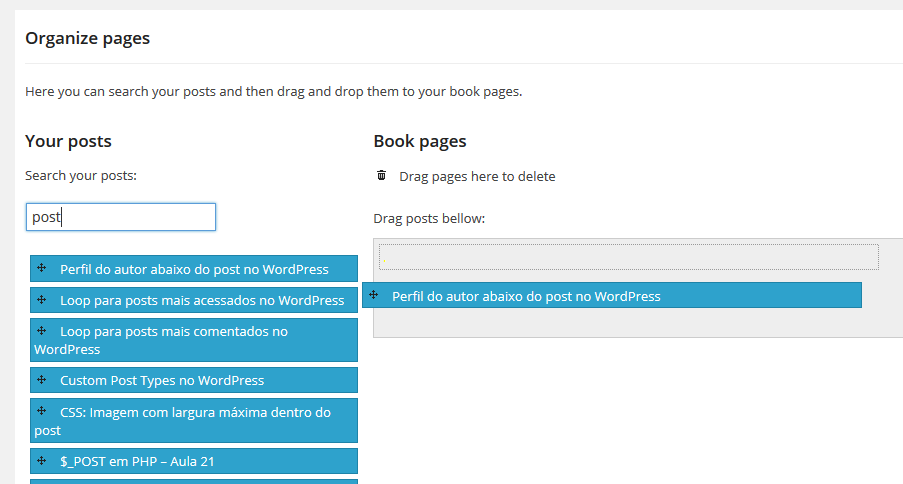 Organize pages
Here you can search your posts and then drag and drop them to your book pages.
Your posts
Search your posts:
post
Perfil do autor abaixo do post no WordPress
Loop para posts mais acessados no WordPress
Loop para posts mais comentados no
WordPress
Custom Post Types no WordPress
CSS: Imagem com largura máxima dentro do
post
$_POST em PHP – Aula 21
Book pages
Drag pages here to delete
Drag posts bellow:
Perfil do autor abaixo do post no WordPress